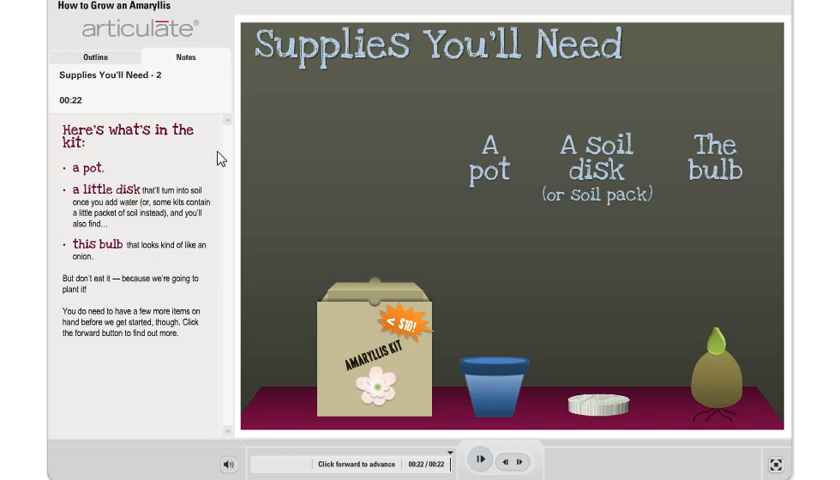 How to Grow an Amaryllis
articulate®
Outline
Notes
Supplies You'll Need - 2
00:22
Here's what's in the
kit:
• a pot,
• a little disk that'll turn into soil
once you add water (or, some kits contain
a little packet of soil instead), and you'll
also find...
• this bulb that looks kind of like an
onion.
But don't eat it — because we're going to
plant it!
You do need to have a few more items on
hand before we get started, though. Click
the forward button to find out more.
Supplies You'll Need
A
pot
A soil
disk
(or soil pack)
The
bulb
< $10!
AMARYLLIS KIT
Click forward to advance
00:22 / 00:22